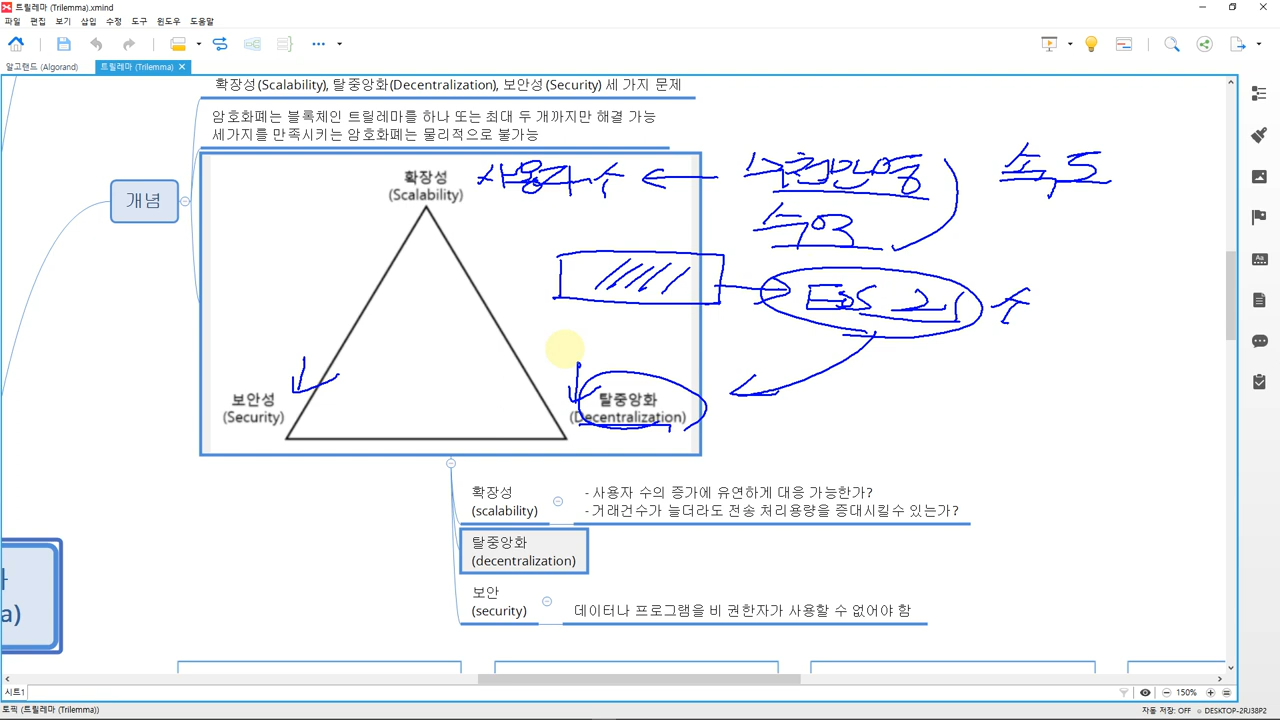 트릴레마 (Trilemma).xmind
파일 편집 보기 삽입 수정 도구 윈도우 도움말
알고랜드 (Algorand) 트릴레마 (Trilemma)
확장성(Scalability), 탈중앙화(Decentralization), 보안성(Security) 세 가지 문제
암호화폐는 블록체인 트릴레마를 하나 또는 최대 두 개까지만 해결 가능
세가지를 만족시키는 암호화폐는 물리적으로 불가능
개념
확장성
(Scalability)
사용자 수
속도
수요
EOS 21
보안성
(Security)
탈중앙화
(Decentralization)
확장성
(scalability)
- 사용자 수의 증가에 유연하게 대응 가능한가?
- 거래건수가 늘더라도 전송 처리용량을 증대시킬수 있는가?
탈중앙화
(decentralization)
보안
(security)
데이터나 프로그램을 비 권한자가 사용할 수 없어야 함
a)
시트1
150%
토픽 (트릴레마 (Trilemma))
자동 저장: OFF
DESKTOP-2RJ38P2